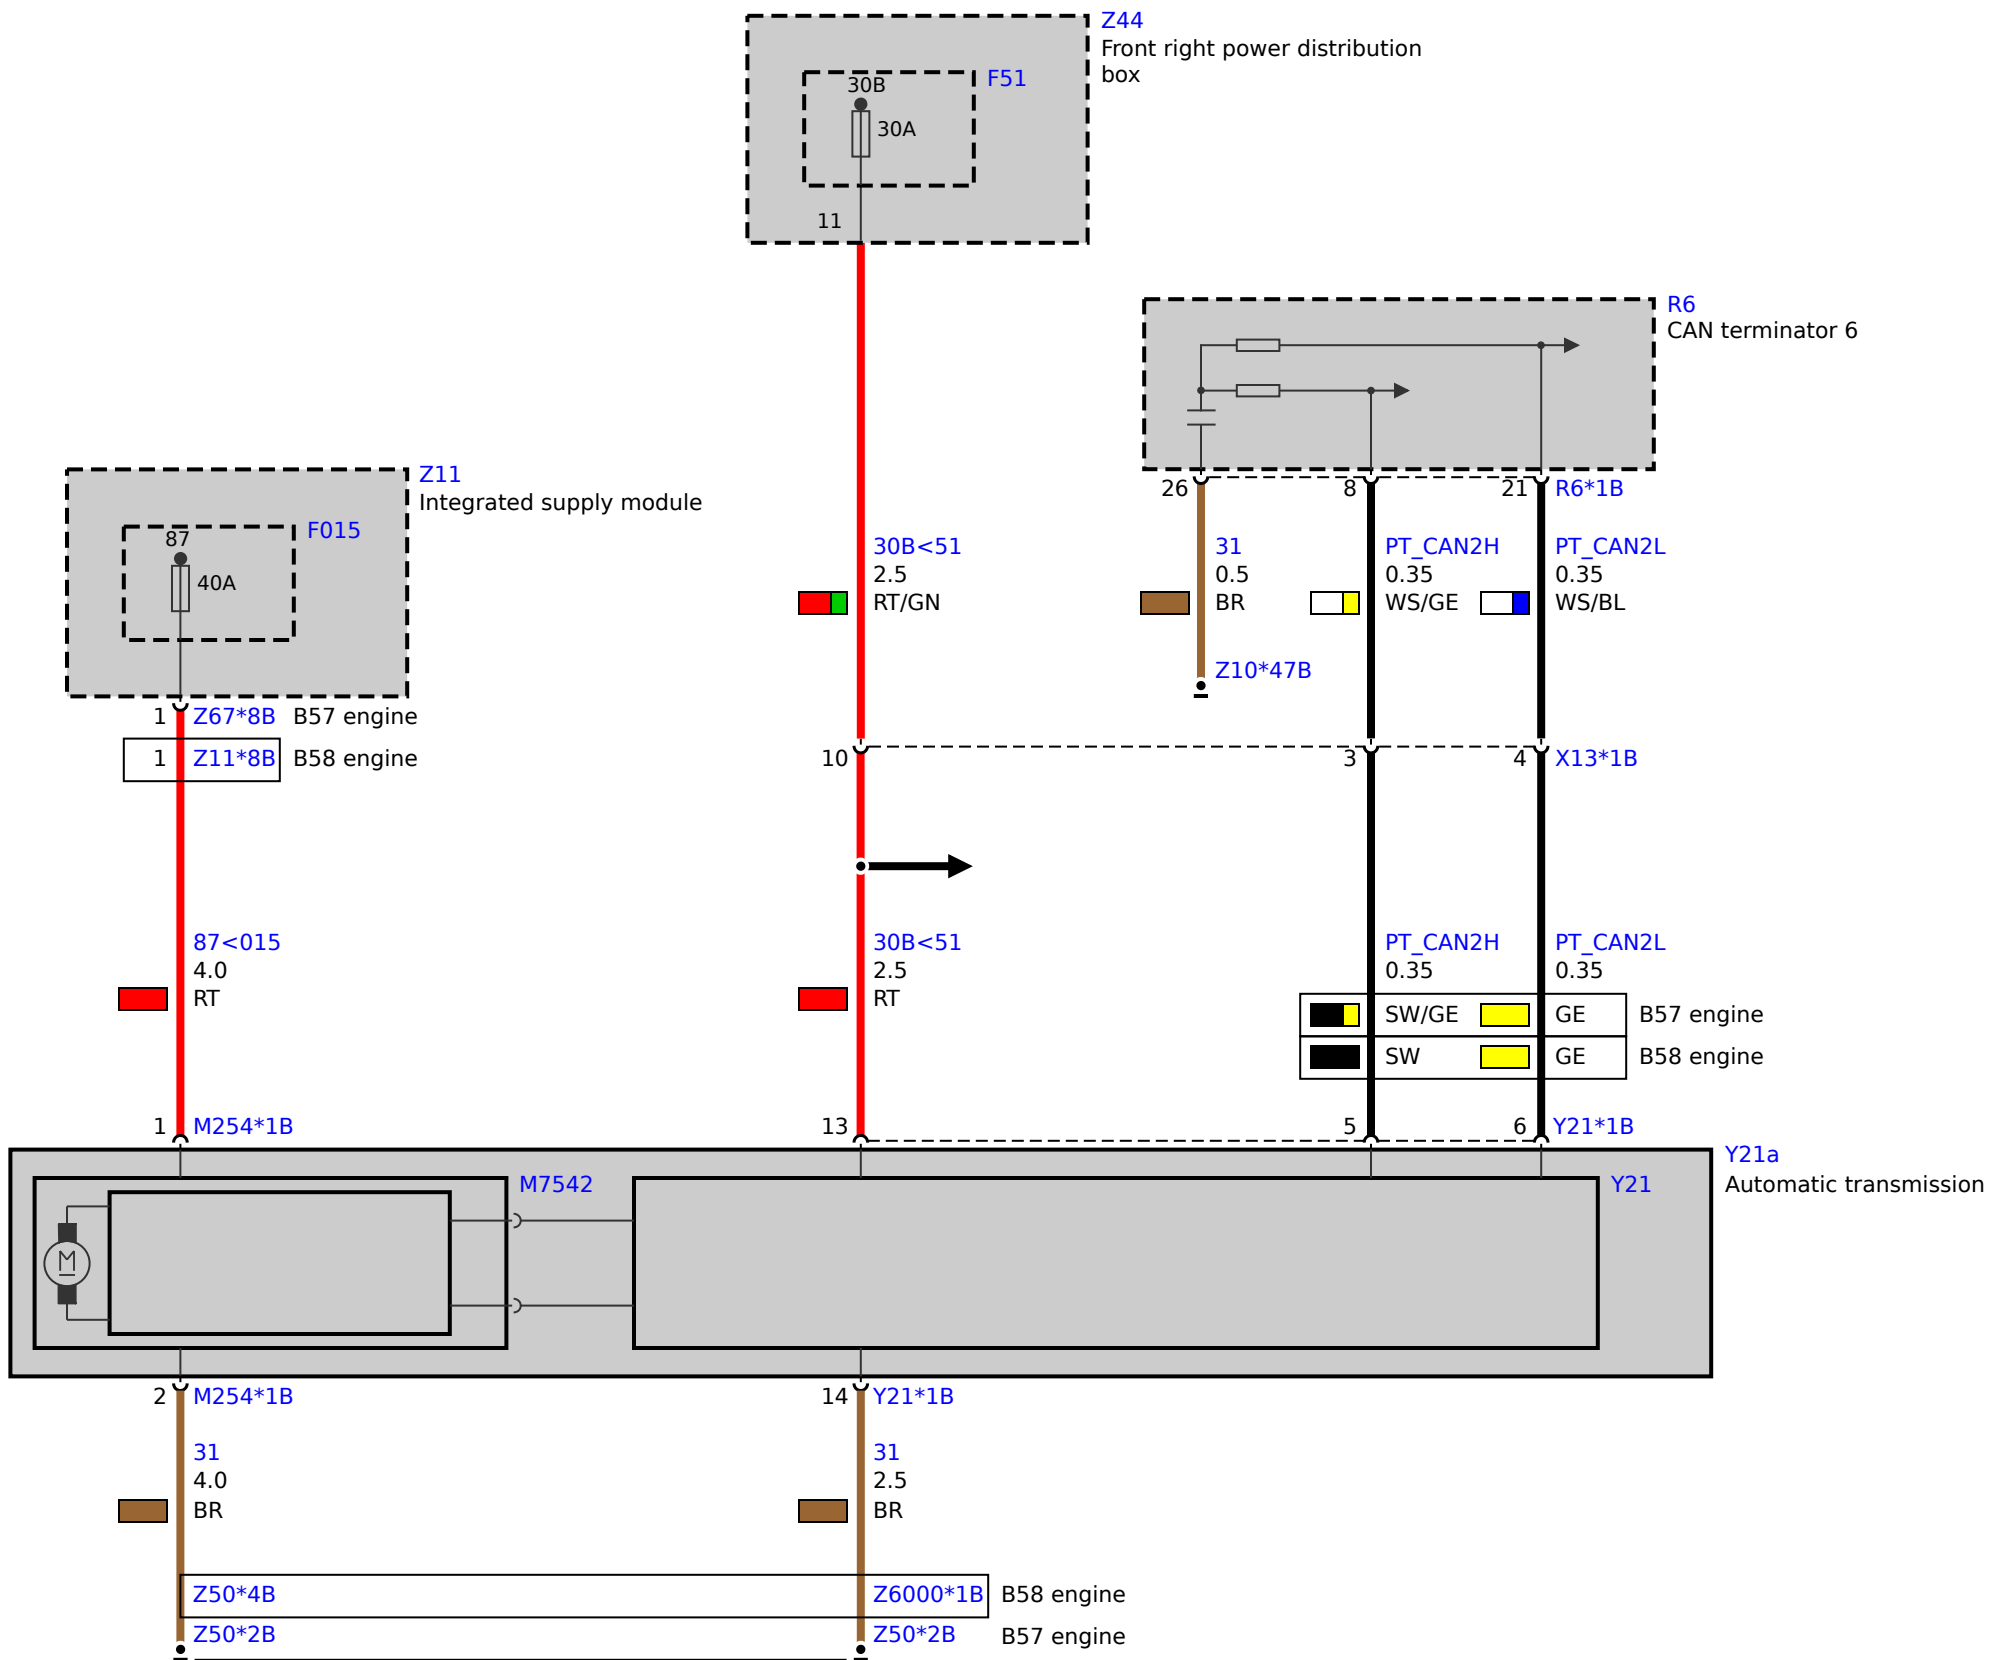 Z44
Front right power distribution
box
F51
30B
30A
11
R6
CAN terminator 6
Z11
Integrated supply module
F015
87
40A
26
8
21
R6*1B
30B<51
2.5
RT/GN
31
0.5
BR
PT_CAN2H
0.35
WS/GE
PT_CAN2L
0.35
WS/BL
Z10*47B
1 Z67*8B B57 engine
1 Z11*8B B58 engine
10
3
4
X13*1B
87<015
4.0
RT
30B<51
2.5
RT
PT_CAN2H
0.35
PT_CAN2L
0.35
SW/GE GE B57 engine
SW GE B58 engine
1 M254*1B
13
5
6 Y21*1B
Y21a
Automatic transmission
M7542
Y21
M
2 M254*1B
14 Y21*1B
31
4.0
BR
31
2.5
BR
Z50*4B Z6000*1B B58 engine
Z50*2B Z50*2B B57 engine